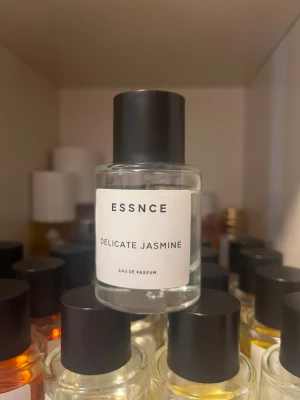 ESSNCE
DELICATE JASMINE
EAU DE PARFUM